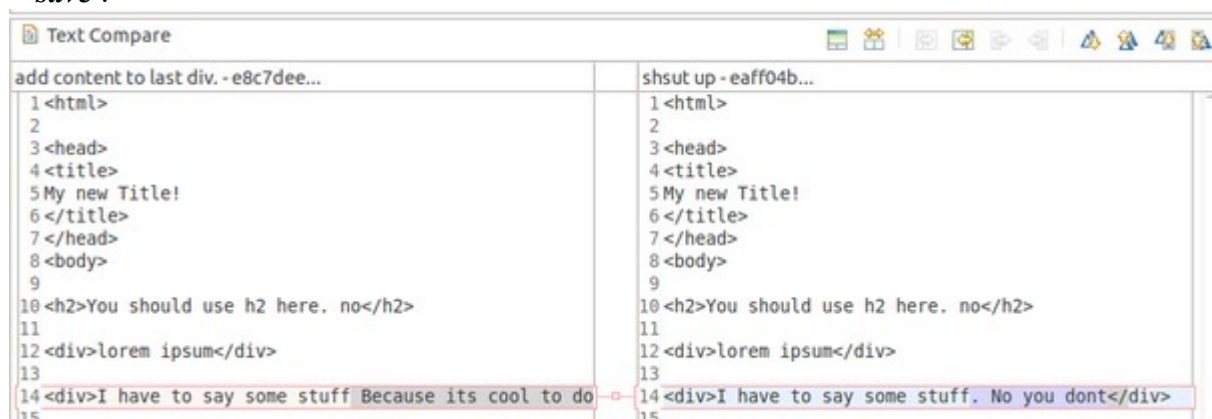 Text Compare
add content to last div. - e8c7dee...
1 <html>
2
3 <head>
4 <title>
5 My new Title!
6 </title>
7 </head>
8 <body>
9
10 <h2>You should use h2 here. no</h2>
11
12 <div>lorem ipsum</div>
13
14 <div>I have to say some stuff Because its cool to do
15
shsut up - eaff04b...
1 <html>
2
3 <head>
4 <title>
5 My new Title!
6 </title>
7 </head>
8 <body>
9
10 <h2>You should use h2 here. no</h2>
11
12 <div>lorem ipsum</div>
13
14 <div>I have to say some stuff. No you dont</div>
15